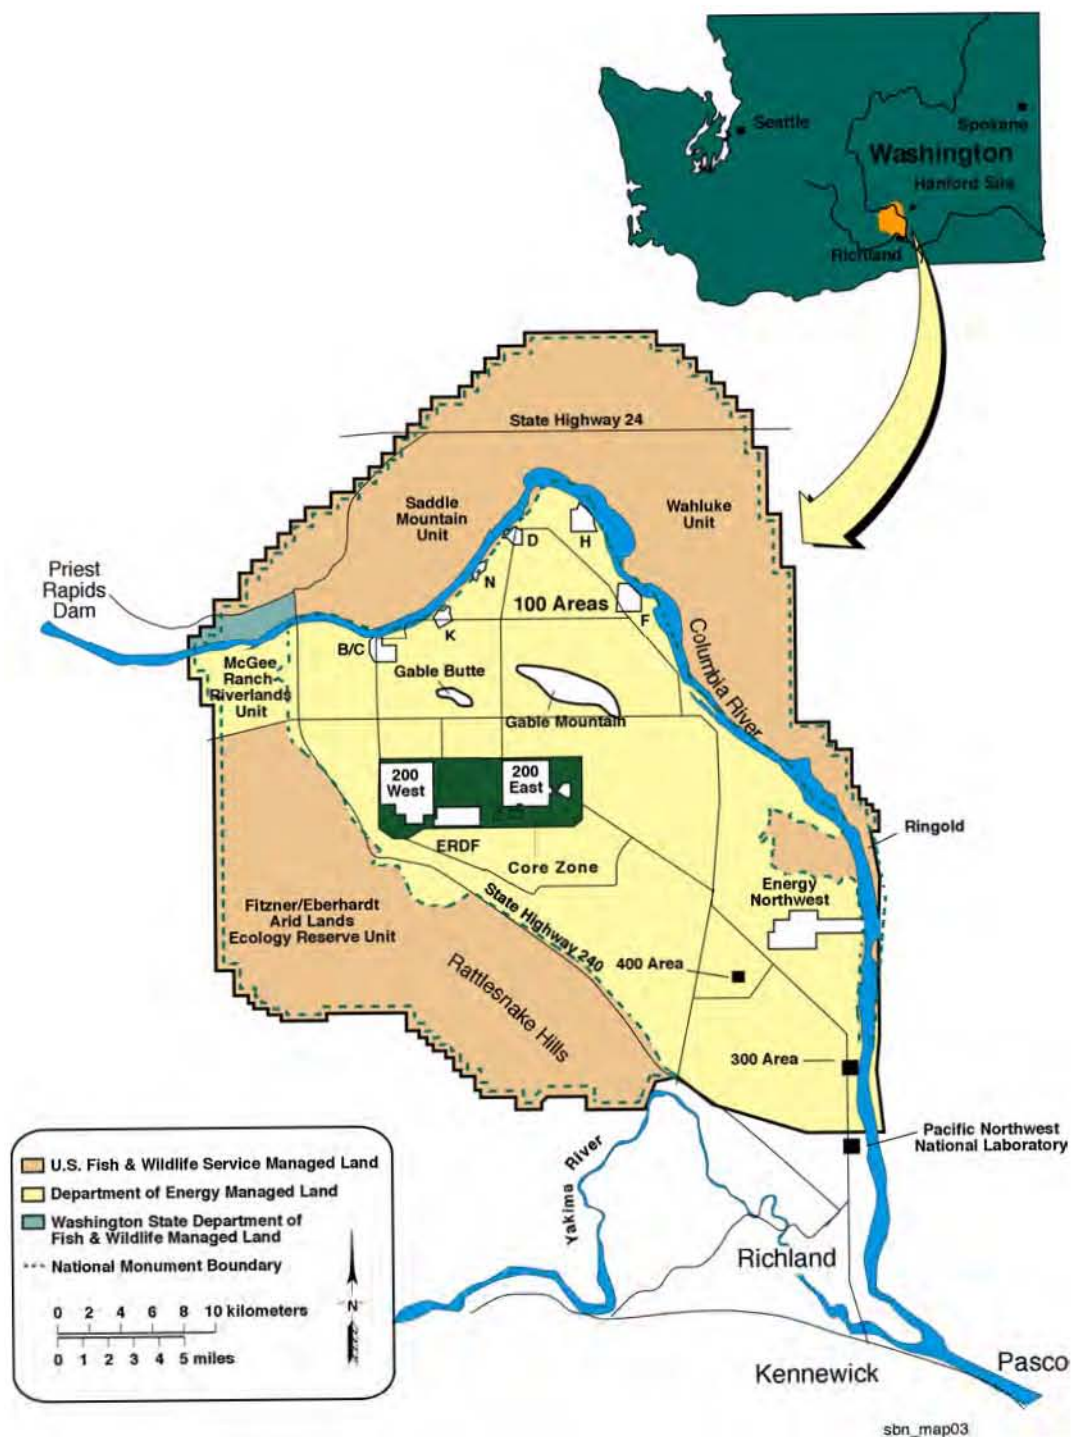 Seattle
Spokane
Washington
Hanford Site
Richland
State Highway 24
Saddle
Mountain
Unit
Wahluke
Unit
Priest
Rapids
Dam
D
H
N
100 Areas
F
K
B/C
Columbia River
McGee
Ranch-
Riverlands
Unit
Gable Butte
Gable Mountain
200
West
200
East
ERDF
Core Zone
Ringold
Energy
Northwest
Fitzner/Eberhardt
Arid Lands
Ecology Reserve Unit
State Highway 240
400 Area
Rattlesnake Hills
300 Area
Pacific Northwest
National Laboratory
Yakima River
Richland
Kennewick
Pasco
U.S. Fish & Wildlife Service Managed Land
Department of Energy Managed Land
Washington State Department of
Fish & Wildlife Managed Land
National Monument Boundary
N
0 2 4 6 8 10 kilometers
0 1 2 3 4 5 miles
sbn_map03